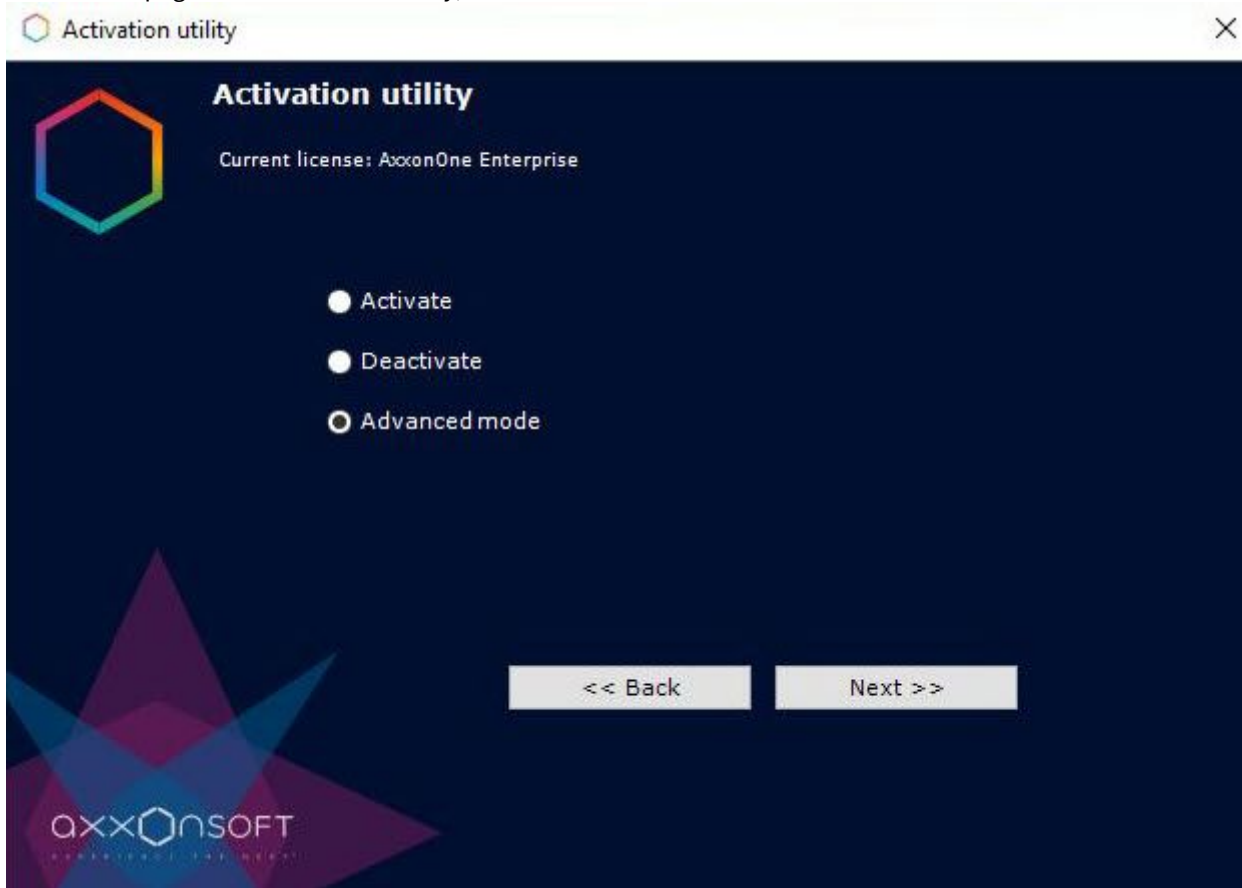 Activation utility
Activation utility
Current license: AxxonOne Enterprise
Activate
Deactivate
Advanced mode
<< Back
Next >>
axxonsoft